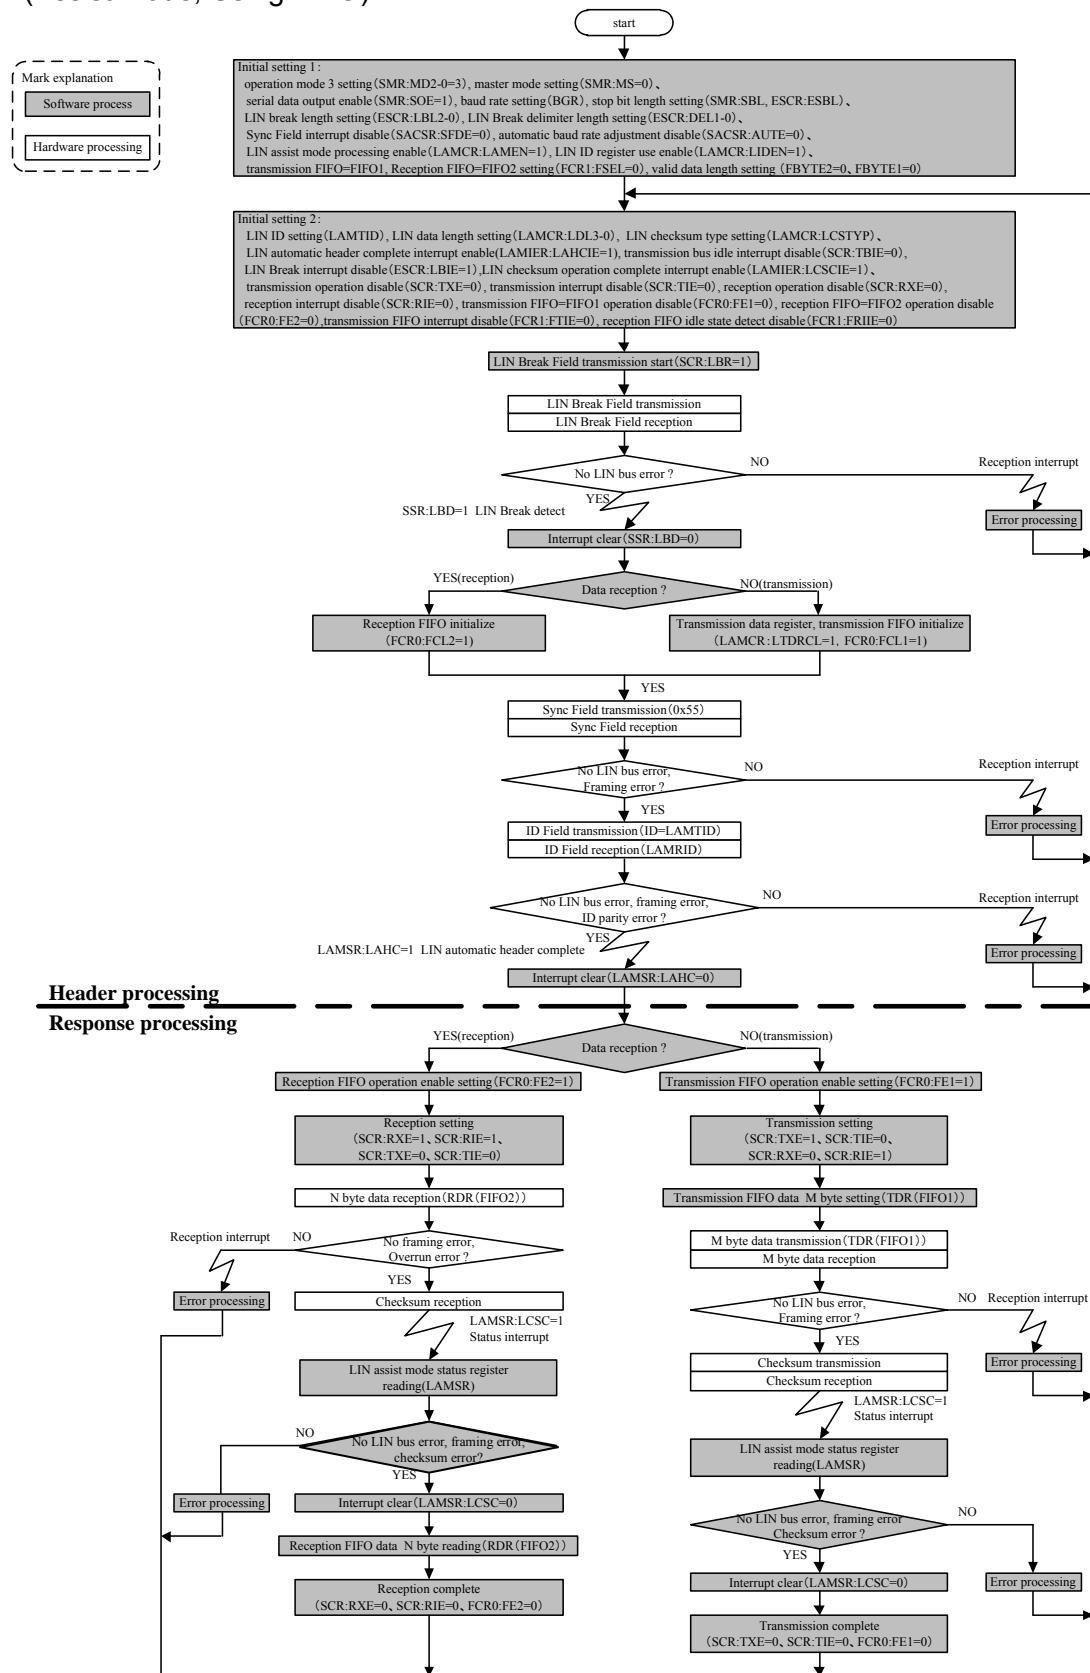 start
Mark explanation
Software process
Hardware processing
Initial setting 1:
operation mode 3 setting(SMR:MD2-0=3), master mode setting(SMR:MS=0)、
serial data output enable(SMR:SOE=1), baud rate setting(BGR), stop bit length setting(SMR:SBL, ESCR:ESBL)、
LIN break length setting(ESCR:LBL2-0), LIN Break delimiter length setting(ESCR:DEL1-0)、
Sync Field interrupt disable(SACSR:SFDE=0), automatic baud rate adjustment disable(SACSR:AUTE=0)、
LIN assist mode processing enable(LAMCR:LAMEN=1), LIN ID register use enable(LAMCR:LIDEN=1)、
transmission FIFO=FIFO1, Reception FIFO=FIFO2 setting(FCR1:FSEL=0), valid data length setting (FBYTE2=0、FBYTE1=0)
Initial setting 2:
LIN ID setting(LAMTID), LIN data length setting(LAMCR:LDL3-0), LIN checksum type setting(LAMCR:LCSTYP)、
LIN automatic header complete interrupt enable(LAMIER:LAHCIE=1), transmission bus idle interrupt disable(SCR:TBIE=0),
LIN Break interrupt disable(ESCR:LBIE=1),LIN checksum operation complete interrupt enable(LAMIER:LCSCIE=1)、
transmission operation disable(SCR:TXE=0), transmission interrupt disable(SCR:TIE=0), reception operation disable(SCR:RXE=0),
reception interrupt disable(SCR:RIE=0), transmission FIFO=FIFO1 operation disable(FCR0:FE1=0), reception FIFO=FIFO2 operation disable
(FCR0:FE2=0),transmission FIFO interrupt disable(FCR1:FTIE=0), reception FIFO idle state detect disable(FCR1:FRIIE=0)
LIN Break Field transmission start(SCR:LBR=1)
LIN Break Field transmission
LIN Break Field reception
No LIN bus error ?
NO
Reception interrupt
YES
SSR:LBD=1 LIN Break detect
Error processing
Interrupt clear(SSR:LBD=0)
YES(reception)
Data reception ?
NO(transmission)
Reception FIFO initialize
(FCR0:FCL2=1)
Transmission data register, transmission FIFO initialize
(LAMCR:LTDRCL=1, FCR0:FCL1=1)
YES
Sync Field transmission(0x55)
Sync Field reception
No LIN bus error,
Framing error ?
NO
Reception interrupt
YES
Error processing
ID Field transmission(ID=LAMTID)
ID Field reception(LAMRID)
No LIN bus error, framing error,
ID parity error ?
NO
Reception interrupt
YES
LAMSR:LAHC=1 LIN automatic header complete
Error processing
Interrupt clear(LAMSR:LAHC=0)
Header processing
Response processing
YES(reception)
Data reception ?
NO(transmission)
Reception FIFO operation enable setting(FCR0:FE2=1)
Transmission FIFO operation enable setting(FCR0:FE1=1)
Reception setting
(SCR:RXE=1、SCR:RIE=1、
SCR:TXE=0、SCR:TIE=0)
Transmission setting
(SCR:TXE=1、SCR:TIE=0、
SCR:RXE=0、SCR:RIE=1)
N byte data reception(RDR(FIFO2))
Transmission FIFO data M byte setting(TDR(FIFO1))
Reception interrupt
NO
No framing error,
Overrun error ?
M byte data transmission(TDR(FIFO1))
M byte data reception
YES
Error processing
Checksum reception
No LIN bus error,
Framing error ?
NO
Reception interrupt
LAMSR:LCSC=1
Status interrupt
YES
Checksum transmission
Checksum reception
Error processing
LIN assist mode status register
reading(LAMSR)
LAMSR:LCSC=1
Status interrupt
NO
No LIN bus error, framing error,
checksum error?
LIN assist mode status register
reading(LAMSR)
YES
Error processing
Interrupt clear(LAMSR:LCSC=0)
No LIN bus error, framing error
Checksum error ?
NO
Reception FIFO data N byte reading(RDR(FIFO2))
YES
Reception complete
(SCR:RXE=0、SCR:RIE=0、FCR0:FE2=0)
Interrupt clear(LAMSR:LCSC=0)
Error processing
Transmission complete
(SCR:TXE=0、SCR:TIE=0、FCR0:FE1=0)